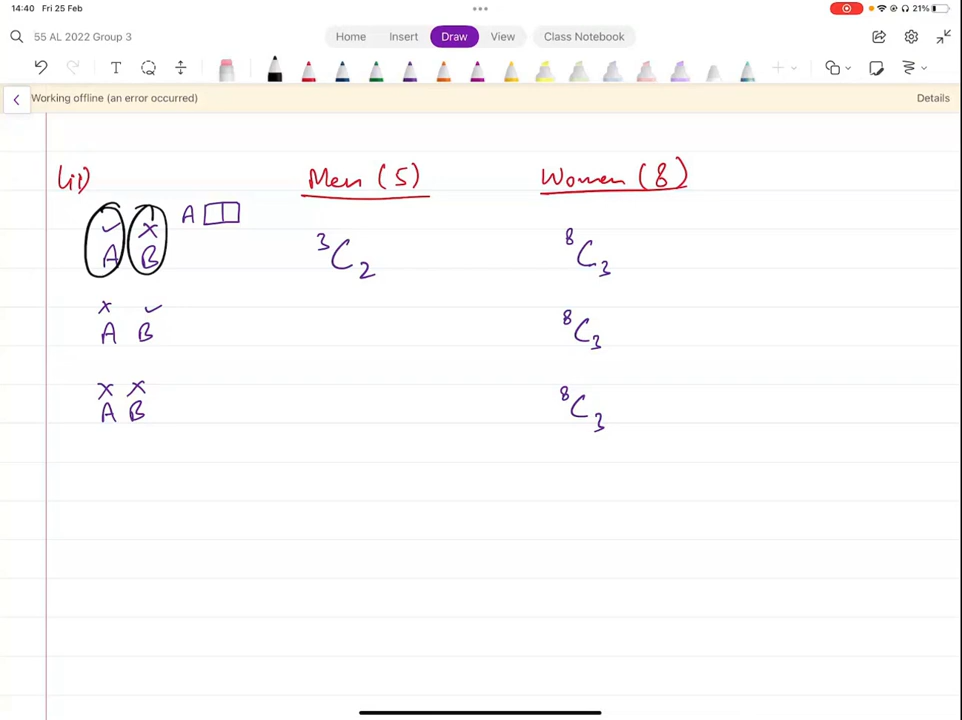 14:40 Fri 25 Feb
21%
55 AL 2022 Group 3
Home Insert Draw View Class Notebook
Working offline (an error occurred) Details
(ii) Men (5) Women (8)
✓ × A
A B ³C₂ ⁸C₃
× ✓
A B ⁸C₃
× ×
A B ⁸C₃